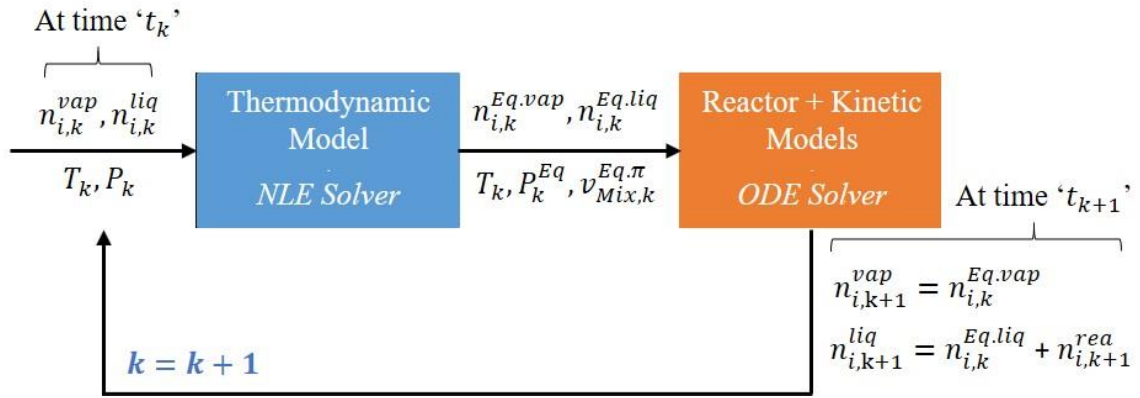 At time ‘t_k’
n_{i,k}^{vap}, n_{i,k}^{liq}
T_k, P_k
Thermodynamic
Model
.
NLE Solver
n_{i,k}^{Eq.vap}, n_{i,k}^{Eq.liq}
T_k, P_k^{Eq}, v_{Mix,k}^{Eq.π}
Reactor + Kinetic
Models
.
ODE Solver
At time ‘t_{k+1}’
n_{i,k+1}^{vap} = n_{i,k}^{Eq.vap}
n_{i,k+1}^{liq} = n_{i,k}^{Eq.liq} + n_{i,k+1}^{rea}
k = k + 1